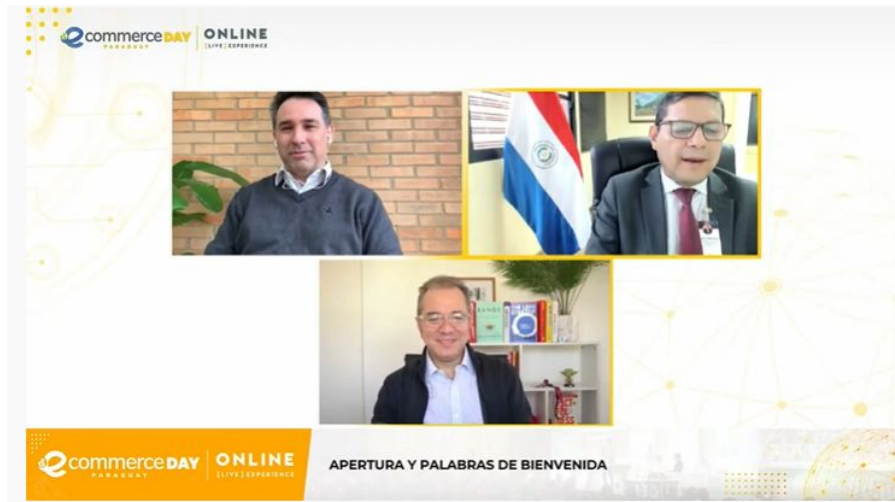 ecommerce DAY
PARAGUAY
ONLINE
[LIVE] EXPERIENCE
ecommerce DAY
PARAGUAY
ONLINE
[LIVE] EXPERIENCE
APERTURA Y PALABRAS DE BIENVENIDA